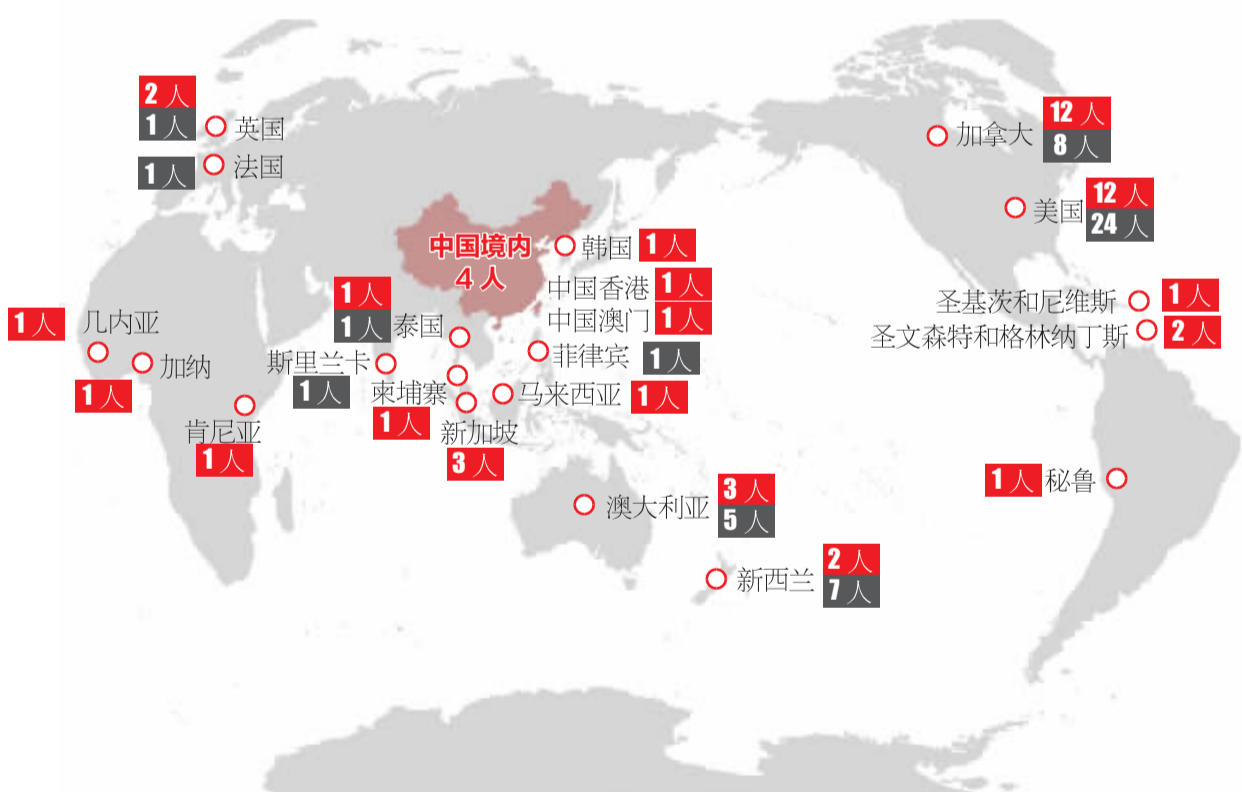 2 人
1 人
英国
1 人
法国
12 人
加拿大
8 人
12 人
美国
24 人
中国境内
4 人
韩国
1 人
中国香港
1 人
中国澳门
1 人
1 人
1 人
泰国
菲律宾
1 人
斯里兰卡
1 人
柬埔寨
1 人
马来西亚
1 人
新加坡
3 人
1 人
几内亚
加纳
1 人
肯尼亚
1 人
圣基茨和尼维斯
1 人
圣文森特和格林纳丁斯
2 人
1 人
秘鲁
澳大利亚
3 人
5 人
新西兰
2 人
7 人